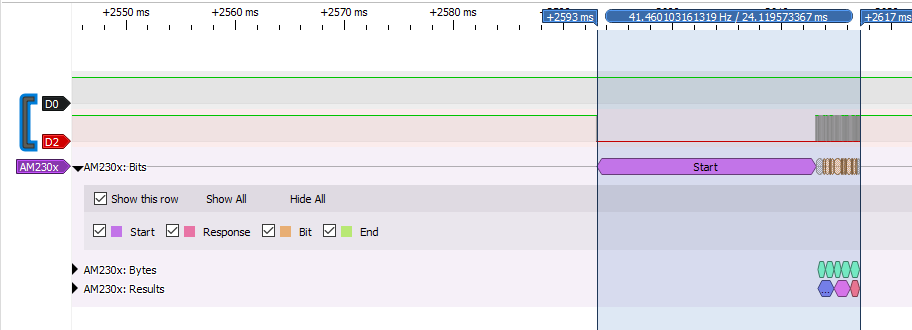 +2550 ms +2560 ms +2570 ms +2580 ms +2593 ms 41.460103161319 Hz / 24.119573367 ms +2617 ms
D0
D2
AM230x AM230x: Bits Start
Show this row Show All Hide All
Start Response Bit End
AM230x: Bytes
AM230x: Results
...